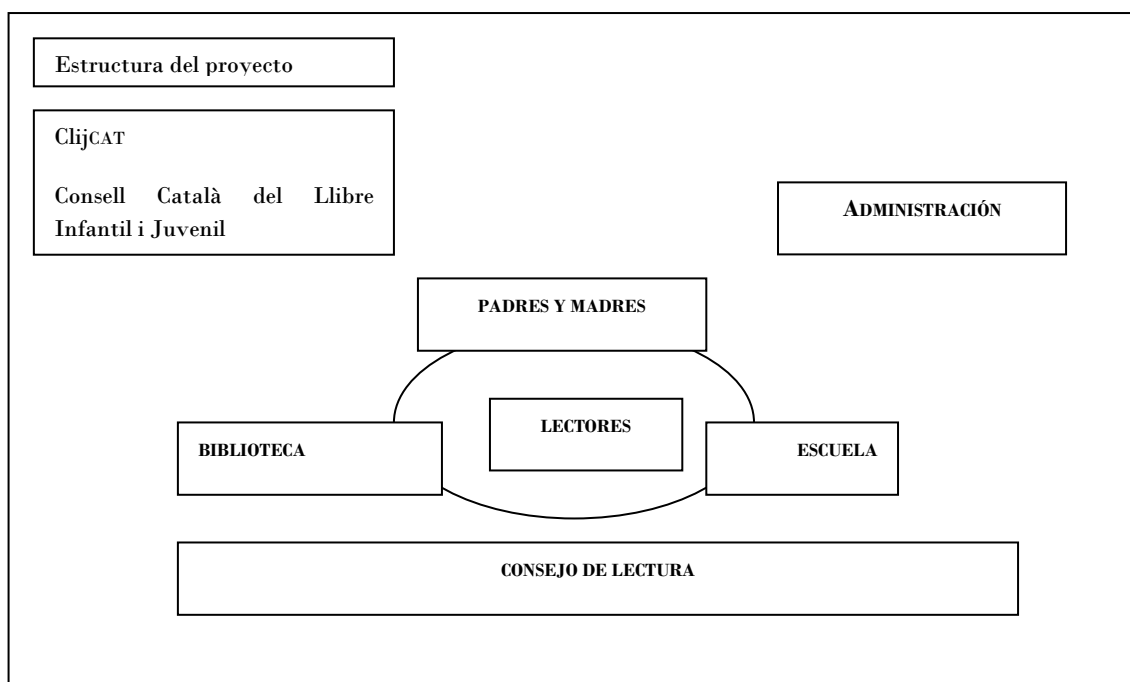 Estructura del proyecto
ClijCAT
Consell Català del Llibre
Infantil i Juvenil
ADMINISTRACIÓN
PADRES Y MADRES
LECTORES
BIBLIOTECA
ESCUELA
CONSEJO DE LECTURA